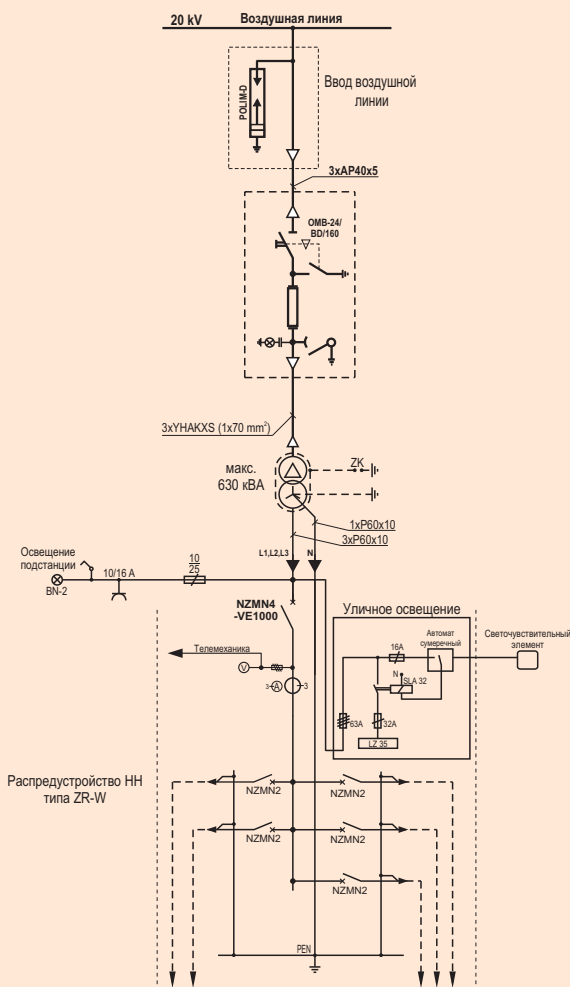 20 kV
Воздушная линия
POLIM-D
Ввод воздушной
линии
3xAP40x5
OMB-24/
BD/160
3xYHAKXS (1x70 mm²)
макс.
630 кВА
ZK
1xP60x10
3xP60x10
Освещение
подстанции
10/16 A
10
25
L1,L2,L3
N
BN-2
NZMN4
-VE1000
Уличное освещение
Телемеханика
V
3
A
3
16A
Автомат
сумеречный
Светочувствительный
элемент
N
SLA 32
63A
32A
LZ 35
Распредустройство НН
типа ZR-W
NZMN2
NZMN2
NZMN2
NZMN2
NZMN2
PEN